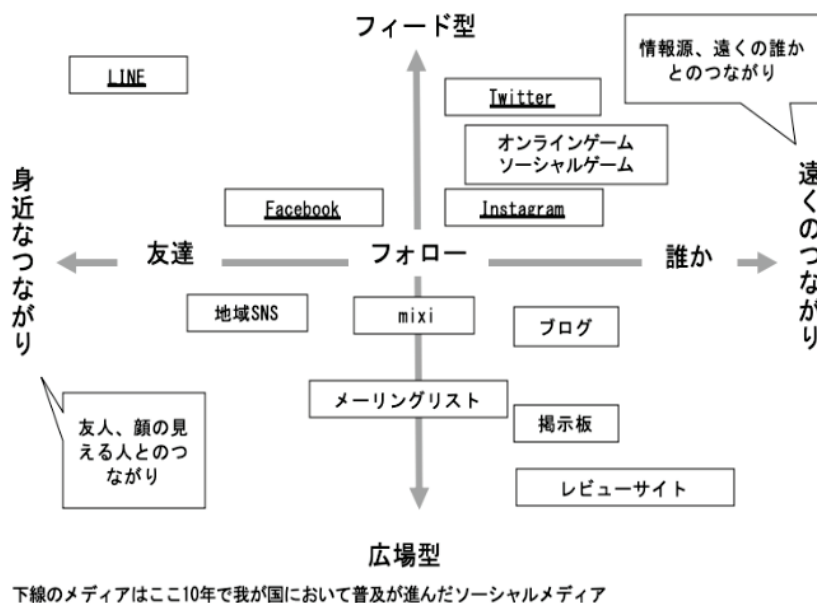 フィード型
情報源、遠くの誰か
とのつながり
LINE
Twitter
オンラインゲーム
ソーシャルゲーム
身近なつながり
遠くのつながり
Facebook
Instagram
友達
フォロー
誰か
地域SNS
mixi
ブログ
メーリングリスト
掲示板
友人、顔の見
える人とのつ
ながり
レビューサイト
広場型
下線のメディアはここ10年で我が国において普及が進んだソーシャルメディア